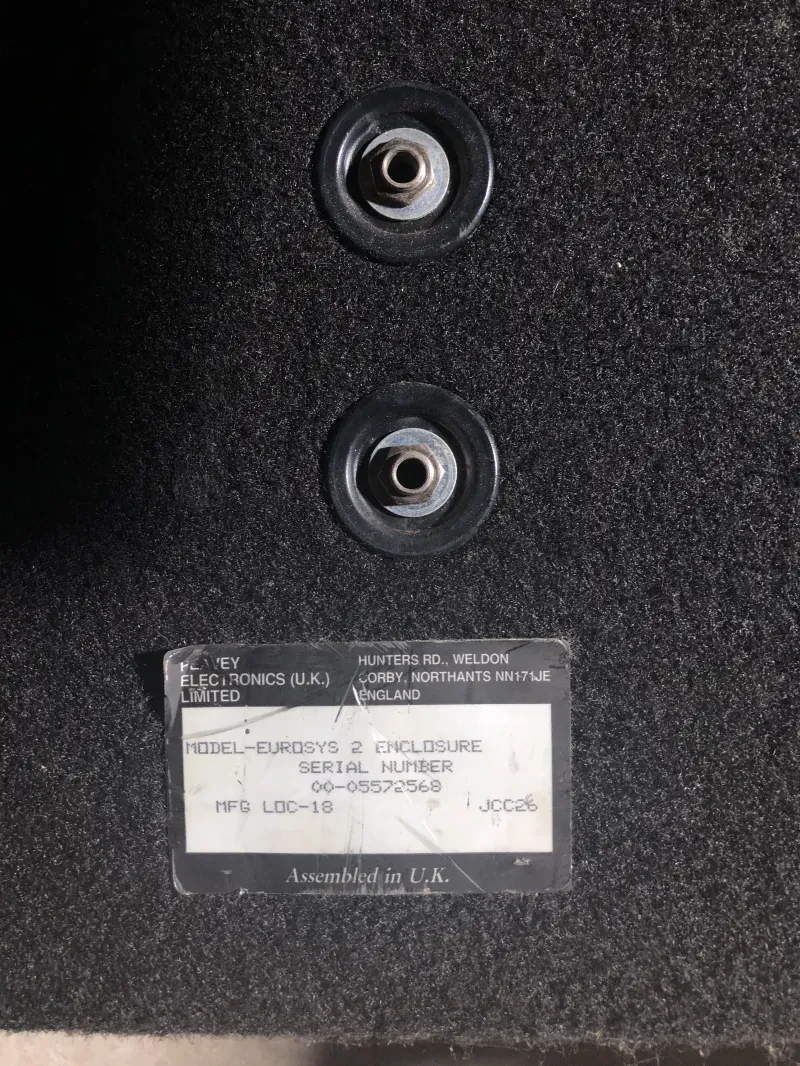 PEAVEY
ELECTRONICS (U.K.)
LIMITED
HUNTERS RD., WELDON
CORBY, NORTHANTS NN171JE
ENGLAND
MODEL-EUROSYS 2 ENCLOSURE
SERIAL NUMBER
00-05572568
MFG LOC-18 JCC26
Assembled in U.K.